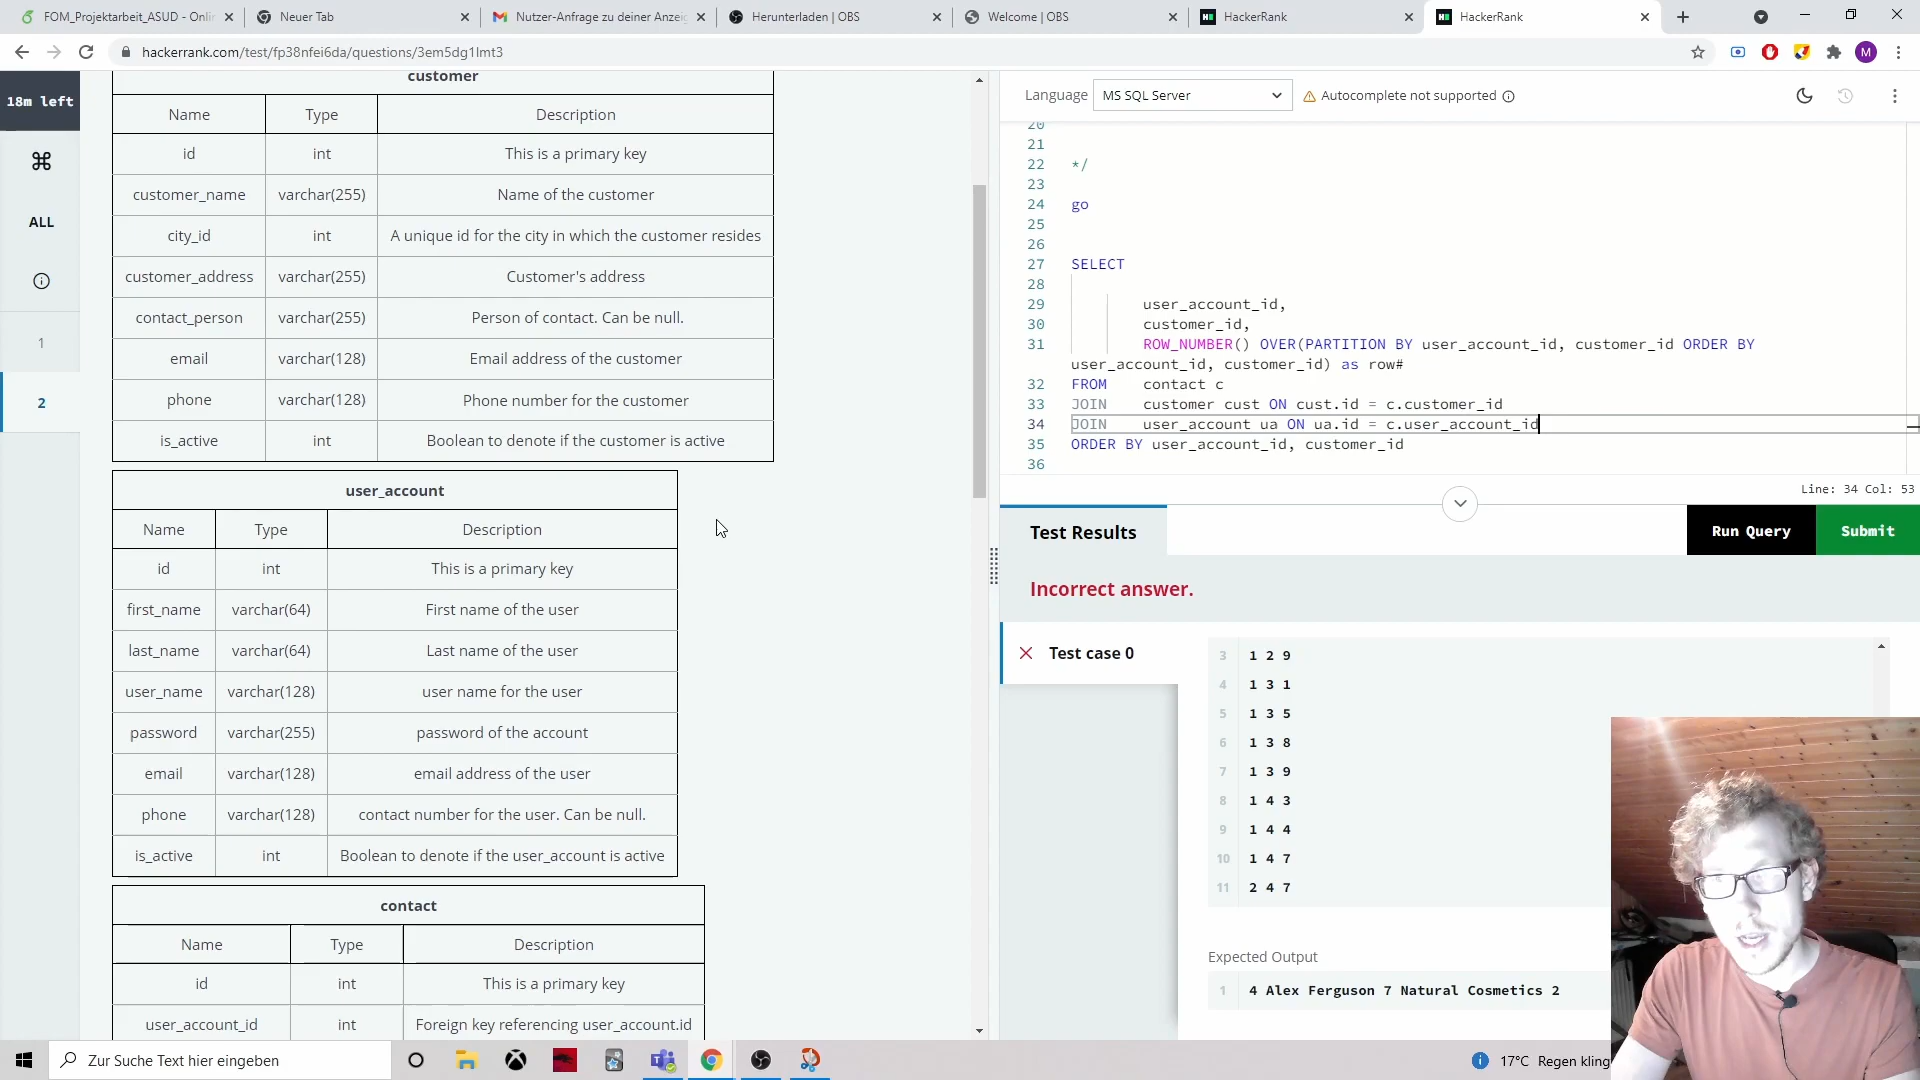 FOM_Projektarbeit_ASUD - Onlin
Neuer Tab
Nutzer-Anfrage zu deiner Anzeig
Herunterladen | OBS
Welcome | OBS
HackerRank
HackerRank
hackerrank.com/test/fp38nfei6da/questions/3em5dg1lmt3
M
18m left
ALL
1
2
customer
Name Type Description
id int This is a primary key
customer_name varchar(255) Name of the customer
city_id int A unique id for the city in which the customer resides
customer_address varchar(255) Customer's address
contact_person varchar(255) Person of contact. Can be null.
email varchar(128) Email address of the customer
phone varchar(128) Phone number for the customer
is_active int Boolean to denote if the customer is active
user_account
Name Type Description
id int This is a primary key
first_name varchar(64) First name of the user
last_name varchar(64) Last name of the user
user_name varchar(128) user name for the user
password varchar(255) password of the account
email varchar(128) email address of the user
phone varchar(128) contact number for the user. Can be null.
is_active int Boolean to denote if the user_account is active
contact
Name Type Description
id int This is a primary key
user_account_id int Foreign key referencing user_account.id
Language MS SQL Server Autocomplete not supported
20
21
22 */
23
24 go
25
26
27 SELECT
28
29 user_account_id,
30 customer_id,
31 ROW_NUMBER() OVER(PARTITION BY user_account_id, customer_id ORDER BY
user_account_id, customer_id) as row#
32 FROM contact c
33 JOIN customer cust ON cust.id = c.customer_id
34 JOIN user_account ua ON ua.id = c.user_account_id
35 ORDER BY user_account_id, customer_id
36
Line: 34 Col: 53
Test Results
Run Query
Submit
Incorrect answer.
Test case 0
3 1 2 9
4 1 3 1
5 1 3 5
6 1 3 8
7 1 3 9
8 1 4 3
9 1 4 4
10 1 4 7
11 2 4 7
Expected Output
1 4 Alex Ferguson 7 Natural Cosmetics 2
Zur Suche Text hier eingeben
17°C Regen kling